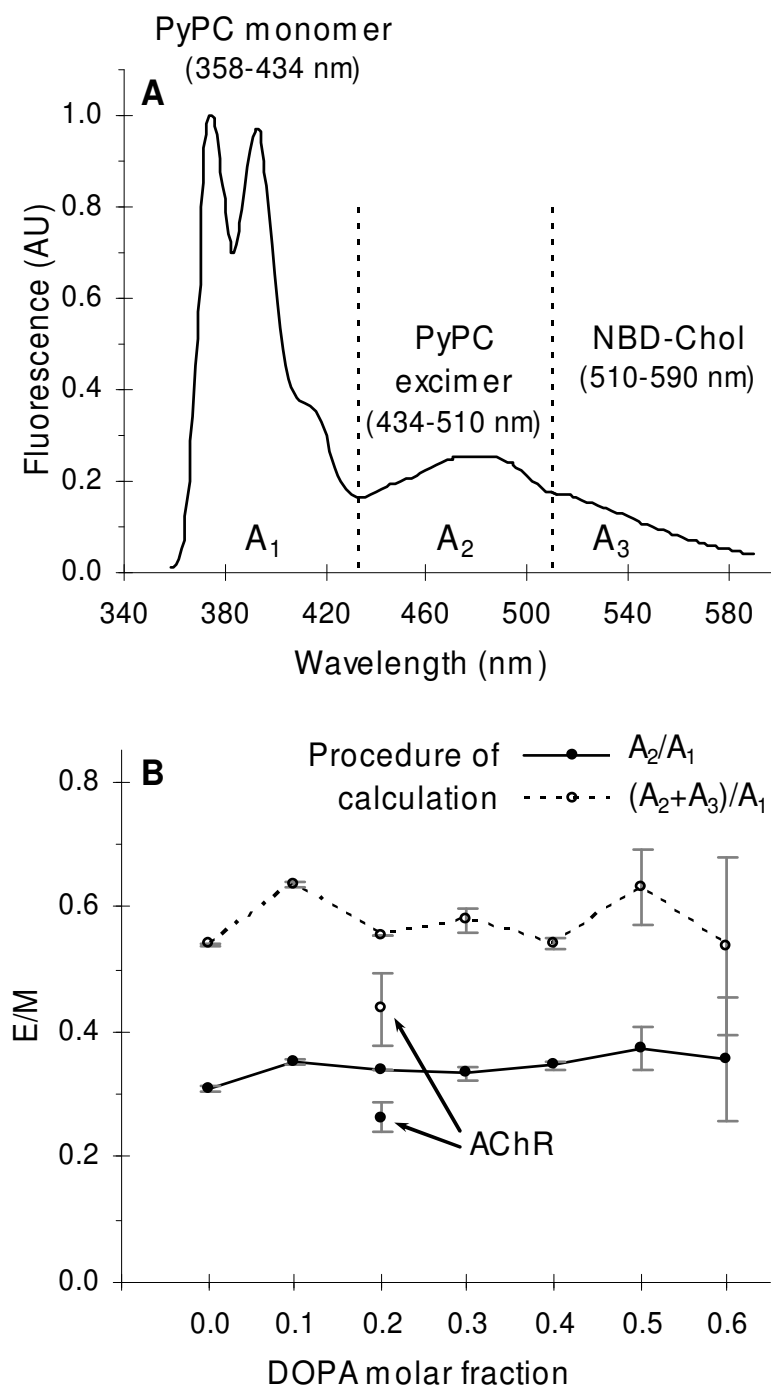 PyPC monomer
(358-434 nm)
A
1.0
0.8
0.6
0.4
0.2
0.0
Fluorescence (AU)
PyPC
excimer
(434-510 nm)
NBD-Chol
(510-590 nm)
A₁
A₂
A₃
340 380 420 460 500 540 580
Wavelength (nm)
B
Procedure of
calculation
A₂/A₁
(A₂+A₃)/A₁
0.8
0.6
0.4
0.2
0.0
E/M
AChR
0.0 0.1 0.2 0.3 0.4 0.5 0.6
DOPA molar fraction